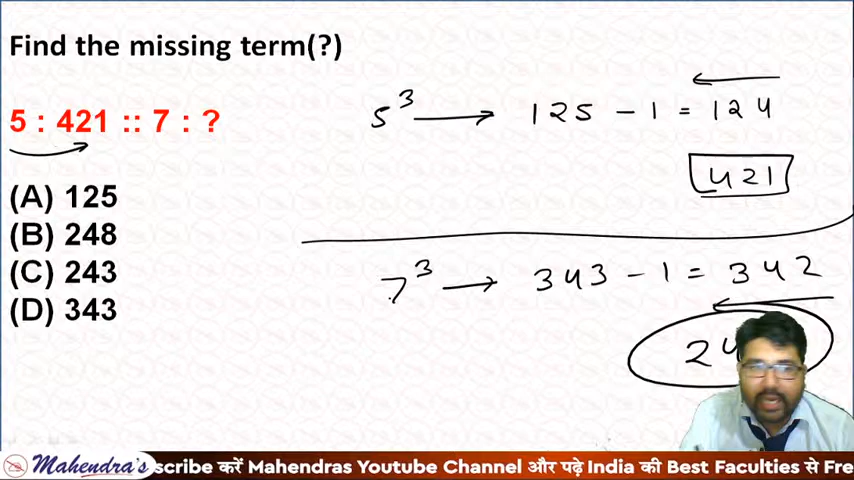 Find the missing term(?)
5 : 421 :: 7 : ?
(A) 125
(B) 248
(C) 243
(D) 343
5³ → 125 - 1 = 124
421
7³ → 343 - 1 = 342
Mahendra's
scribe करें Mahendras Youtube Channel और पढ़े India की Best Faculties से Fre